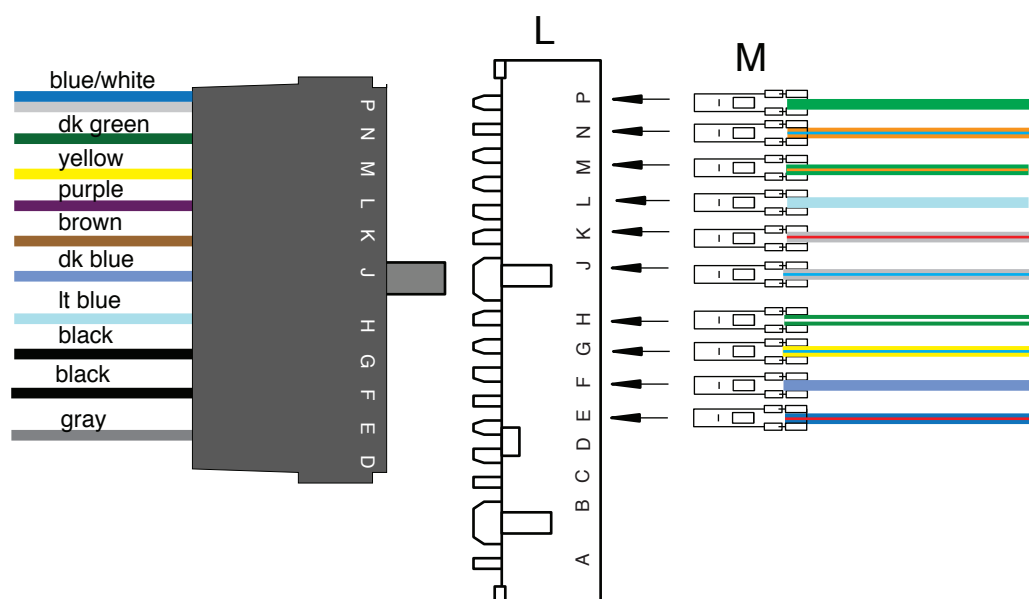 L
M
blue/white
dk green
yellow
purple
brown
dk blue
lt blue
black
black
gray
P
N
M
L
K
J
H
G
F
E
D
P
N
M
L
K
J
H
G
F
E
D
C
B
A